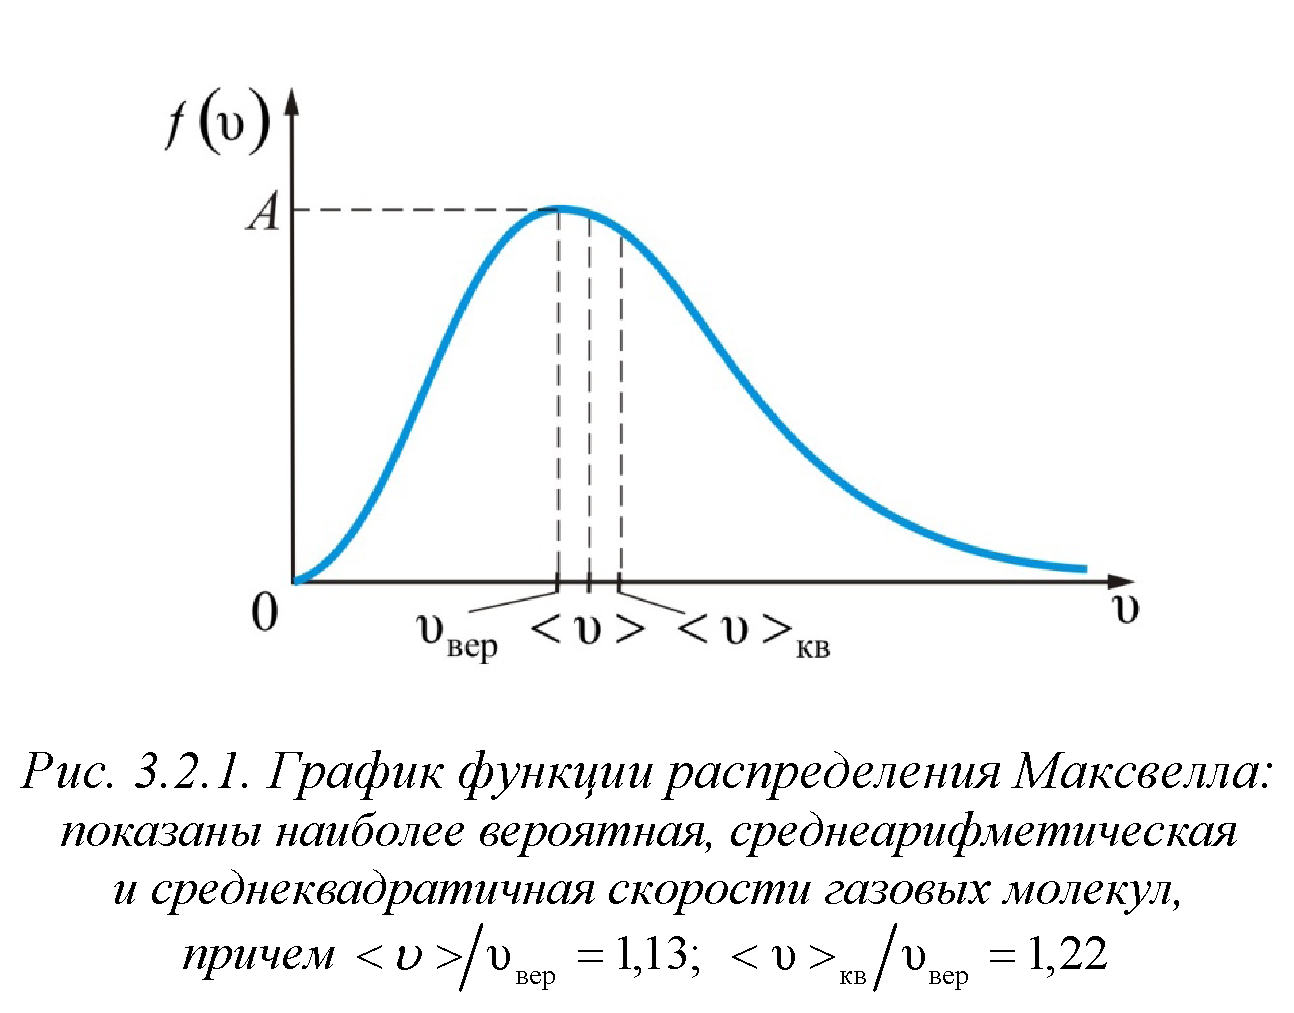 f(υ)
A
0
υвер < υ > < υ >кв
υ
Рис. 3.2.1. График функции распределения Максвелла:
показаны наиболее вероятная, среднеарифметическая
и среднеквадратичная скорости газовых молекул,
причем < υ >/υвер = 1,13; < υ >кв/υвер = 1,22